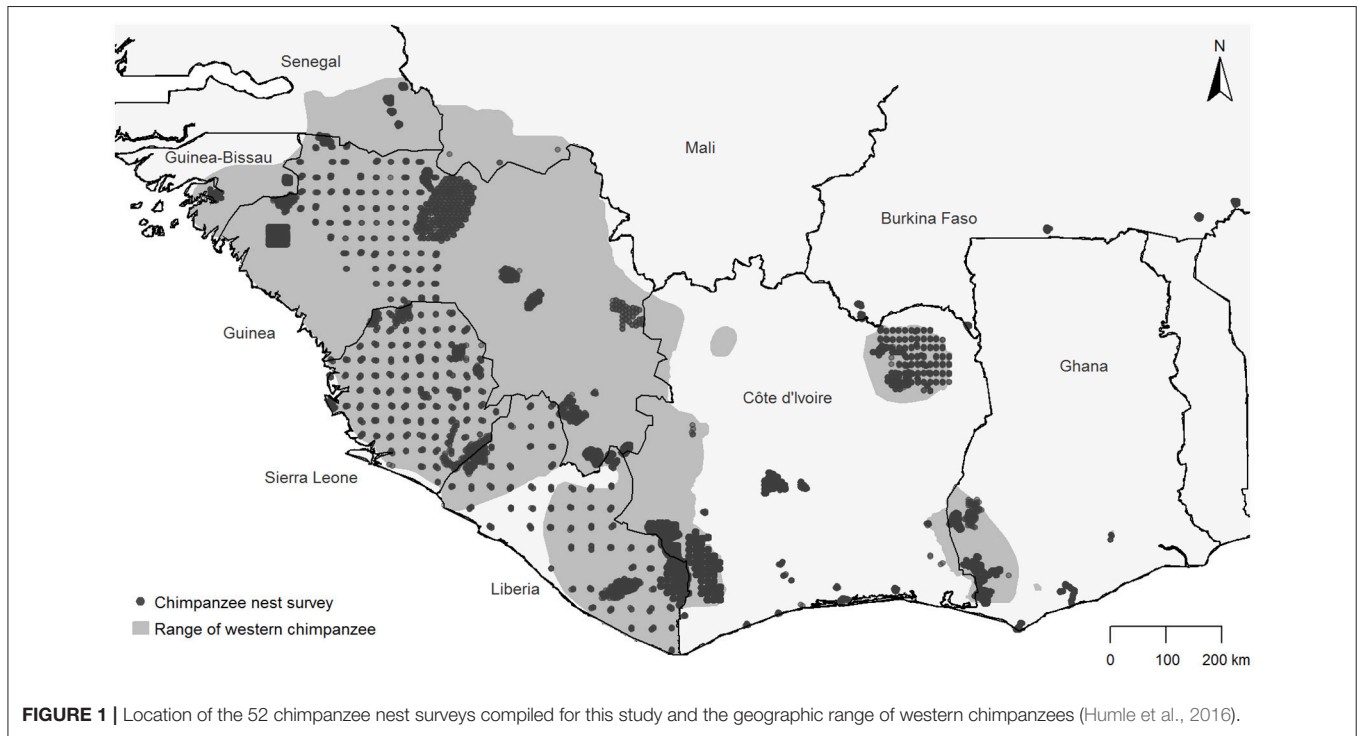 Senegal
N
Mali
Guinea-Bissau
Burkina Faso
Guinea
Ghana
Côte d'Ivoire
Sierra Leone
Liberia
Chimpanzee nest survey
Range of western chimpanzee
0 100 200 km
FIGURE 1 | Location of the 52 chimpanzee nest surveys compiled for this study and the geographic range of western chimpanzees (Humle et al., 2016).